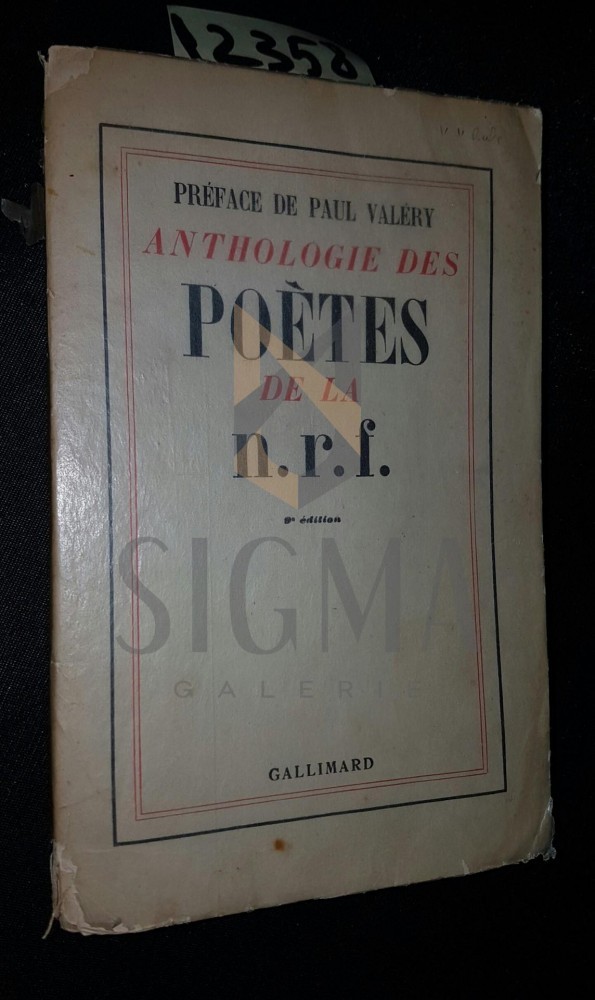 12358
PRÉFACE DE PAUL VALÉRY
ANTHOLOGIE DES
POÈTES
DE LA
n.r.f.
9e édition
SIGMA
GALERIE
GALLIMARD